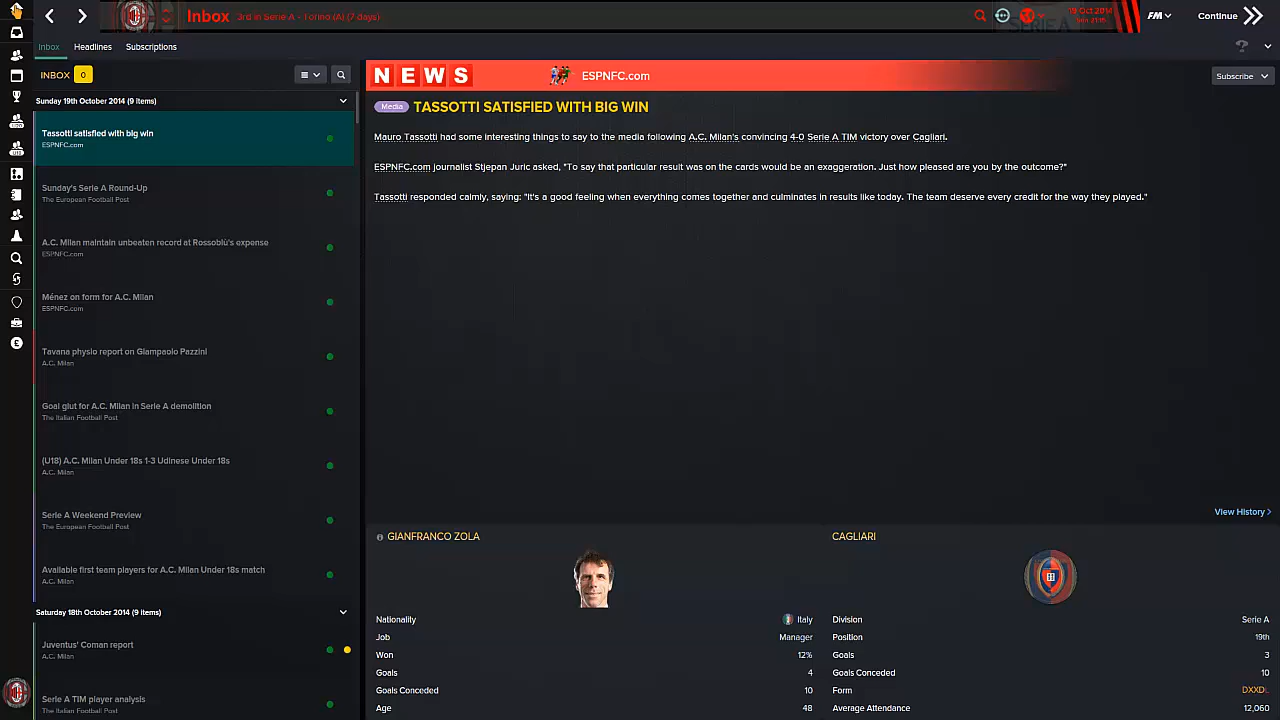 Inbox
3rd in Serie A - Torino (A) (7 days)
19 Oct 2014
Sun 21:15
FM
Continue
Inbox
Headlines
Subscriptions
INBOX 0
Sunday 19th October 2014 (9 items)
Tassotti satisfied with big win
ESPNFC.com
Sunday's Serie A Round-Up
The European Football Post
A.C. Milan maintain unbeaten record at Rossoblù's expense
ESPNFC.com
Ménez on form for A.C. Milan
ESPNFC.com
Tavana physio report on Giampaolo Pazzini
A.C. Milan
Goal glut for A.C. Milan in Serie A demolition
The Italian Football Post
(U18) A.C. Milan Under 18s 1-3 Udinese Under 18s
A.C. Milan
Serie A Weekend Preview
The European Football Post
Available first team players for A.C. Milan Under 18s match
A.C. Milan
Saturday 18th October 2014 (9 items)
Juventus' Coman report
A.C. Milan
Serie A TIM player analysis
The Italian Football Post
NEWS
ESPNFC.com
Subscribe
Media TASSOTTI SATISFIED WITH BIG WIN
Mauro Tassotti had some interesting things to say to the media following A.C. Milan's convincing 4-0 Serie A TIM victory over Cagliari.
ESPNFC.com journalist Stjepan Juric asked, "To say that particular result was on the cards would be an exaggeration. Just how pleased are you by the outcome?"
Tassotti responded calmly, saying: "It's a good feeling when everything comes together and culminates in results like today. The team deserve every credit for the way they played."
View History
GIANFRANCO ZOLA
Nationality Italy
Job Manager
Won 12%
Goals 4
Goals Conceded 10
Age 48
CAGLIARI
Division Serie A
Position 19th
Goals 3
Goals Conceded 10
Form DXXD
Average Attendance 12,060